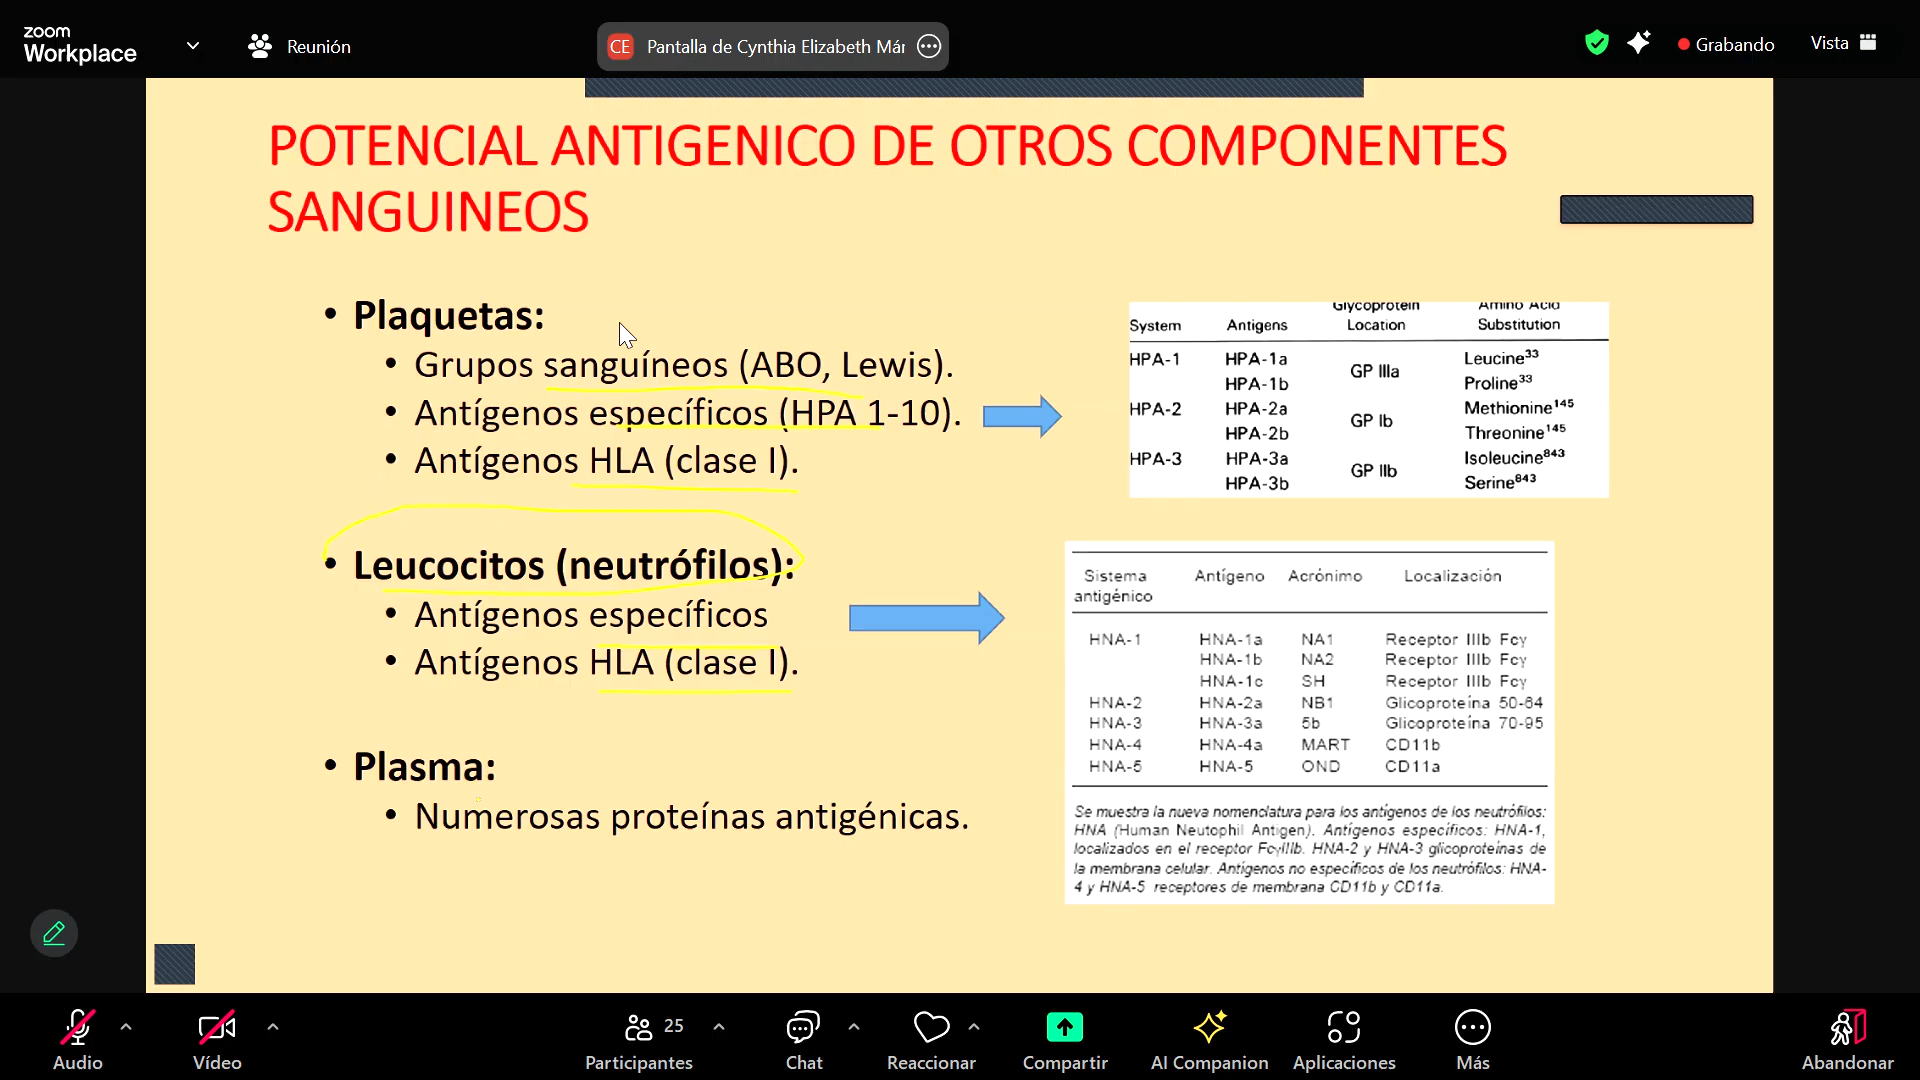 zoom
Workplace
Reunión
CE Pantalla de Cynthia Elizabeth Már
Grabando
Vista
POTENCIAL ANTIGENICO DE OTROS COMPONENTES
SANGUINEOS
• Plaquetas:
• Grupos sanguíneos (ABO, Lewis).
• Antígenos específicos (HPA 1-10).
• Antígenos HLA (clase I).
• Leucocitos (neutrófilos):
• Antígenos específicos
• Antígenos HLA (clase I).
• Plasma:
• Numerosas proteínas antigénicas.
Glycoprotein Amino Acid
System Antigens Location Substitution
HPA-1 HPA-1a GP IIIa Leucine³³
HPA-1b Proline³³
HPA-2 HPA-2a GP Ib Methionine¹⁴⁵
HPA-2b Threonine¹⁴⁵
HPA-3 HPA-3a GP IIb Isoleucine⁸⁴³
HPA-3b Serine⁸⁴³
Sistema Antígeno Acrónimo Localización
antigénico
HNA-1 HNA-1a NA1 Receptor IIIb Fcγ
HNA-1b NA2 Receptor IIIb Fcγ
HNA-1c SH Receptor IIIb Fcγ
HNA-2 HNA-2a NB1 Glicoproteína 50-64
HNA-3 HNA-3a 5b Glicoproteína 70-95
HNA-4 HNA-4a MART CD11b
HNA-5 HNA-5 OND CD11a
Se muestra la nueva nomenclatura para los antígenos de los neutrófilos:
HNA (Human Neutophil Antigen). Antígenos específicos: HNA-1,
localizados en el receptor FcγIIIb. HNA-2 y HNA-3 glicoproteínas de
la membrana celular. Antígenos no específicos de los neutrófilos: HNA-
4 y HNA-5 receptores de membrana CD11b y CD11a.
Audio
Vídeo
25
Participantes
Chat
Reaccionar
Compartir
AI Companion
Aplicaciones
Más
Abandonar